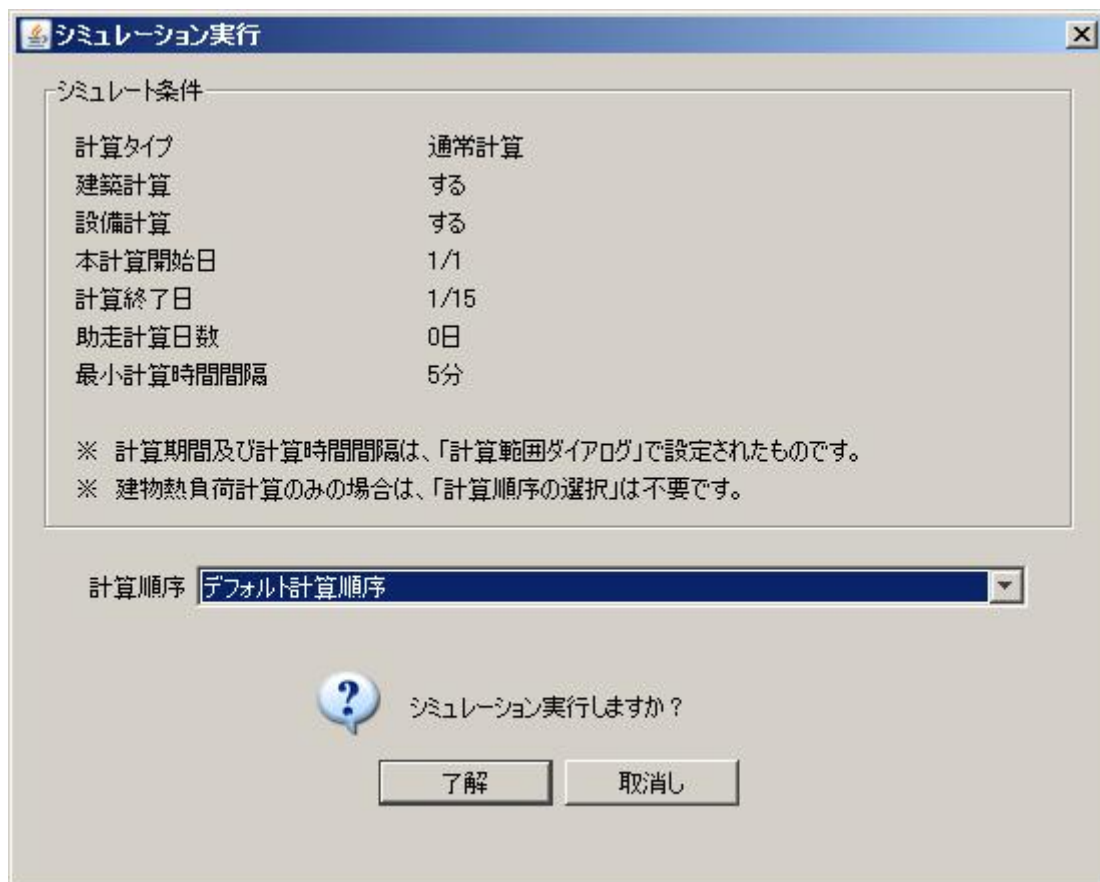 シミュレーション実行
シミュレート条件
計算タイプ 通常計算
建築計算 する
設備計算 する
本計算開始日 1/1
計算終了日 1/15
助走計算日数 0日
最小計算時間間隔 5分
※ 計算期間及び計算時間間隔は、「計算範囲ダイアログ」で設定されたものです。
※ 建物熱負荷計算のみの場合は、「計算順序の選択」は不要です。
計算順序 デフォルト計算順序
シミュレーション実行しますか？
了解 取消し